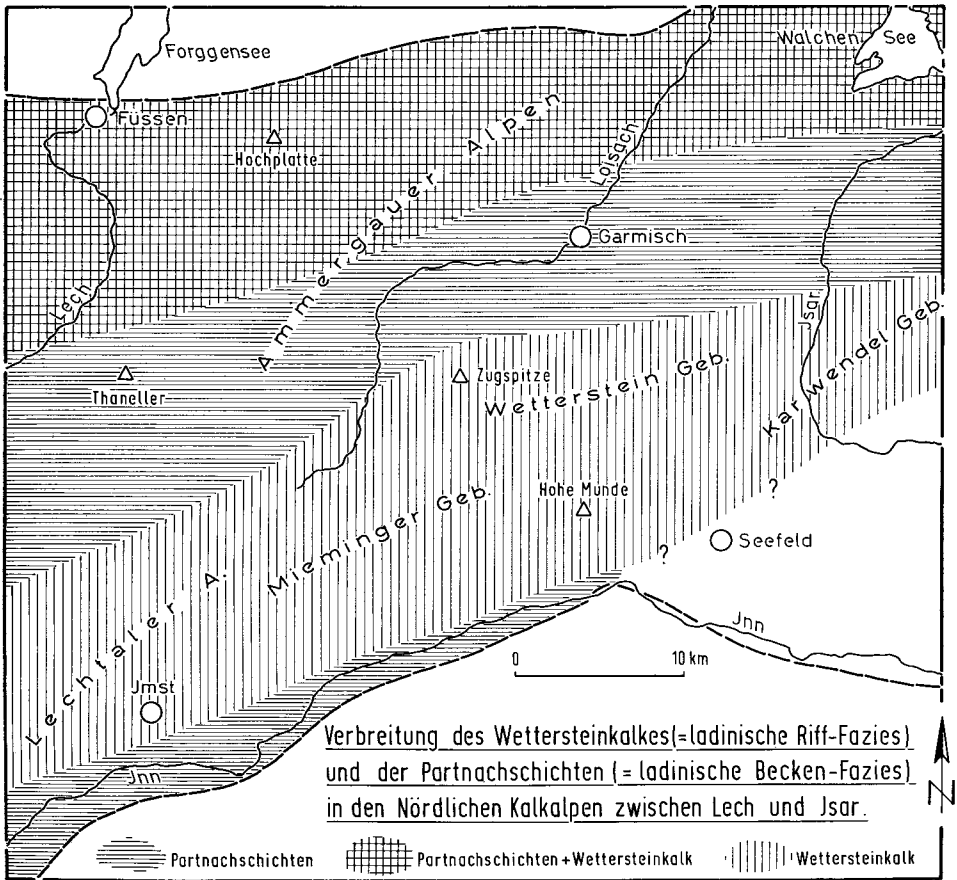 Forggensee
Walchen See
Füssen
Hochplatte
Ammergauer Alpen
Loisach
Garmisch
Lech
Jsar
Thaneller
Zugspitze
Wetterstein Geb.
Kar Wendel Geb.
Mieminger Geb.
Hohe Munde
?
?
Seefeld
Lechtaler A.
Jmst
Jnn
Jnn
0 10 km
Verbreitung des Wettersteinkalkes(=ladinische Riff-Fazies)
und der Partnachschichten (= ladinische Becken-Fazies)
in den Nördlichen Kalkalpen zwischen Lech und Jsar.
N
Partnachschichten Partnachschichten+Wettersteinkalk Wettersteinkalk